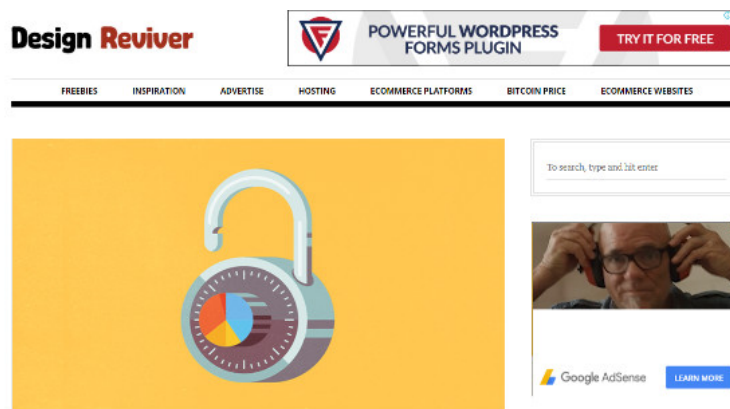 Design Reviver
POWERFUL WORDPRESS
FORMS PLUGIN
TRY IT FOR FREE
FREEBIES INSPIRATION ADVERTISE HOSTING ECOMMERCE PLATFORMS BITCOIN PRICE ECOMMERCE WEBSITES
To search, type and hit enter
Google AdSense
LEARN MORE